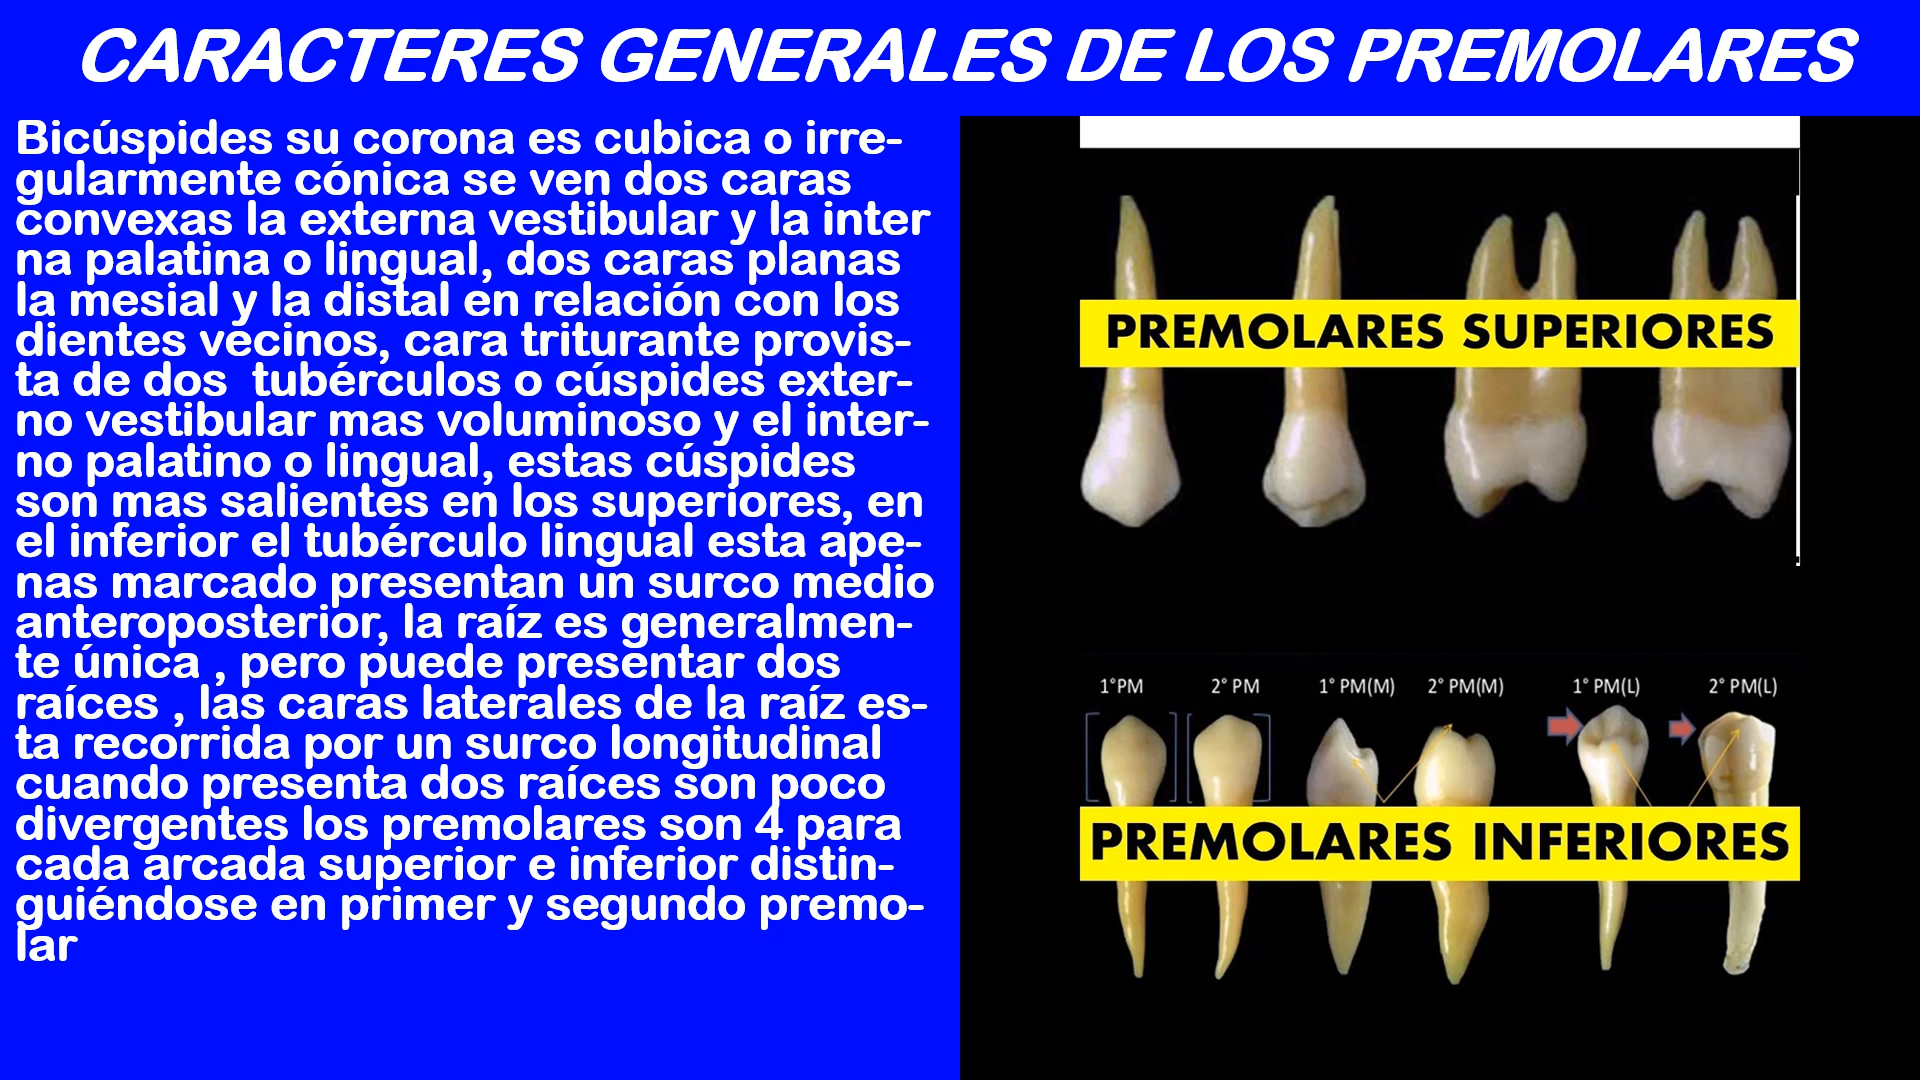 CARACTERES GENERALES DE LOS PREMOLARES
Bicúspides su corona es cubica o irre-
gularmente cónica se ven dos caras
convexas la externa vestibular y la inter
na palatina o lingual, dos caras planas
la mesial y la distal en relación con los
dientes vecinos, cara triturante provis-
ta de dos  tubérculos o cúspides exter-
no vestibular mas voluminoso y el inter-
no palatino o lingual, estas cúspides
son mas salientes en los superiores, en
el inferior el tubérculo lingual esta ape-
nas marcado presentan un surco medio
anteroposterior, la raíz es generalmen-
te única , pero puede presentar dos
raíces , las caras laterales de la raíz es-
ta recorrida por un surco longitudinal
cuando presenta dos raíces son poco
divergentes los premolares son 4 para
cada arcada superior e inferior distin-
guiéndose en primer y segundo premo-
lar
PREMOLARES SUPERIORES
1°PM 2° PM 1° PM(M) 2° PM(M) 1° PM(L) 2° PM(L)
PREMOLARES INFERIORES